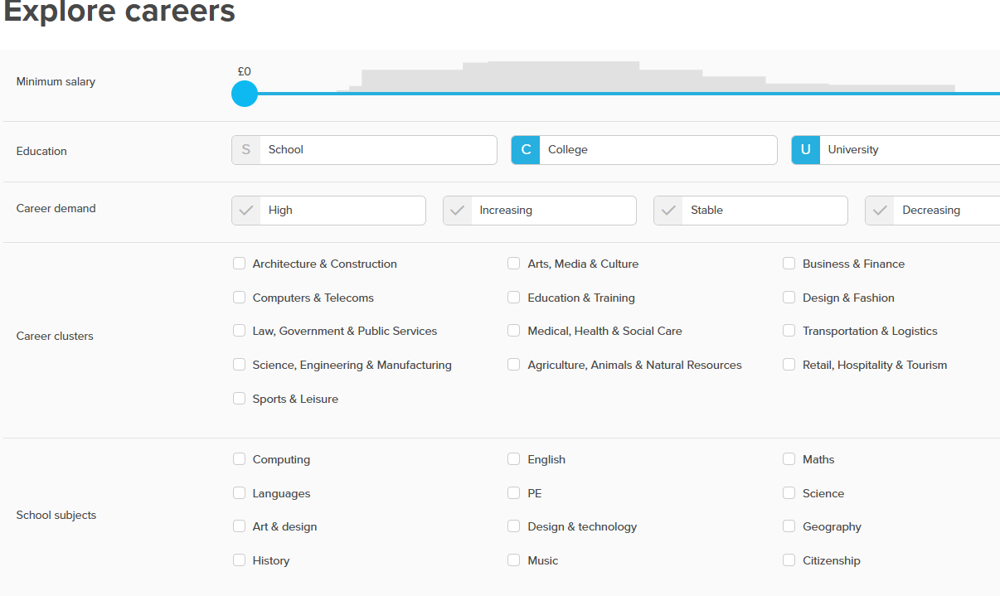 Explore careers
£0
Minimum salary
Education S School C College U University
Career demand High Increasing Stable Decreasing
Architecture & Construction Arts, Media & Culture Business & Finance
Computers & Telecoms Education & Training Design & Fashion
Career clusters
Law, Government & Public Services Medical, Health & Social Care Transportation & Logistics
Science, Engineering & Manufacturing Agriculture, Animals & Natural Resources Retail, Hospitality & Tourism
Sports & Leisure
Computing English Maths
Languages PE Science
School subjects
Art & design Design & technology Geography
History Music Citizenship